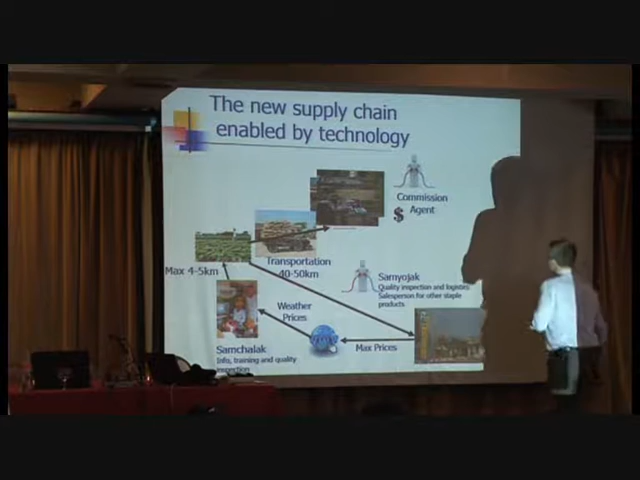 The new supply chain
enabled by technology
Commission
Agent
$
Transportation
40-50km
Max 4-5km
Samyojak
Quality inspection and logistics
Salesperson for other staple
products
Weather
Prices
Max Prices
Samchalak
Info, training and quality
inspection